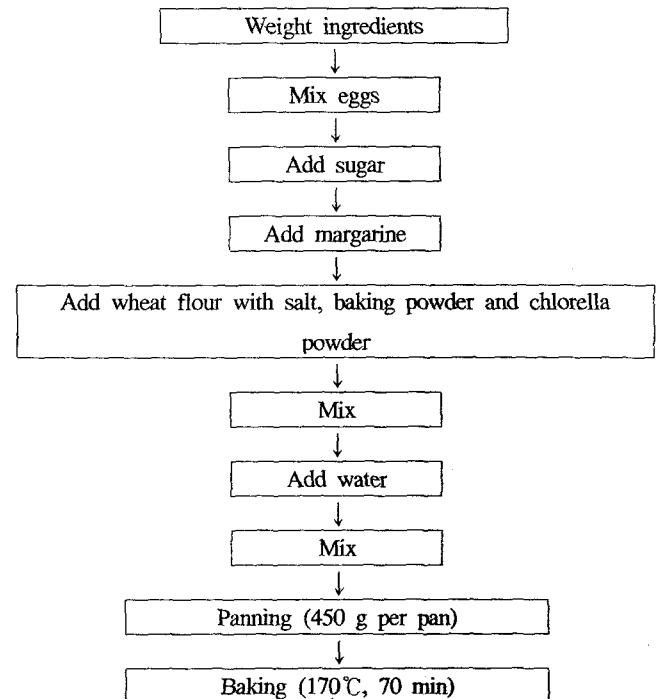 Weight ingredients
↓
Mix eggs
↓
Add sugar
↓
Add margarine
↓
Add wheat flour with salt, baking powder and chlorella
powder
↓
Mix
↓
Add water
↓
Mix
↓
Panning (450 g per pan)
↓
Baking (170℃, 70 min)